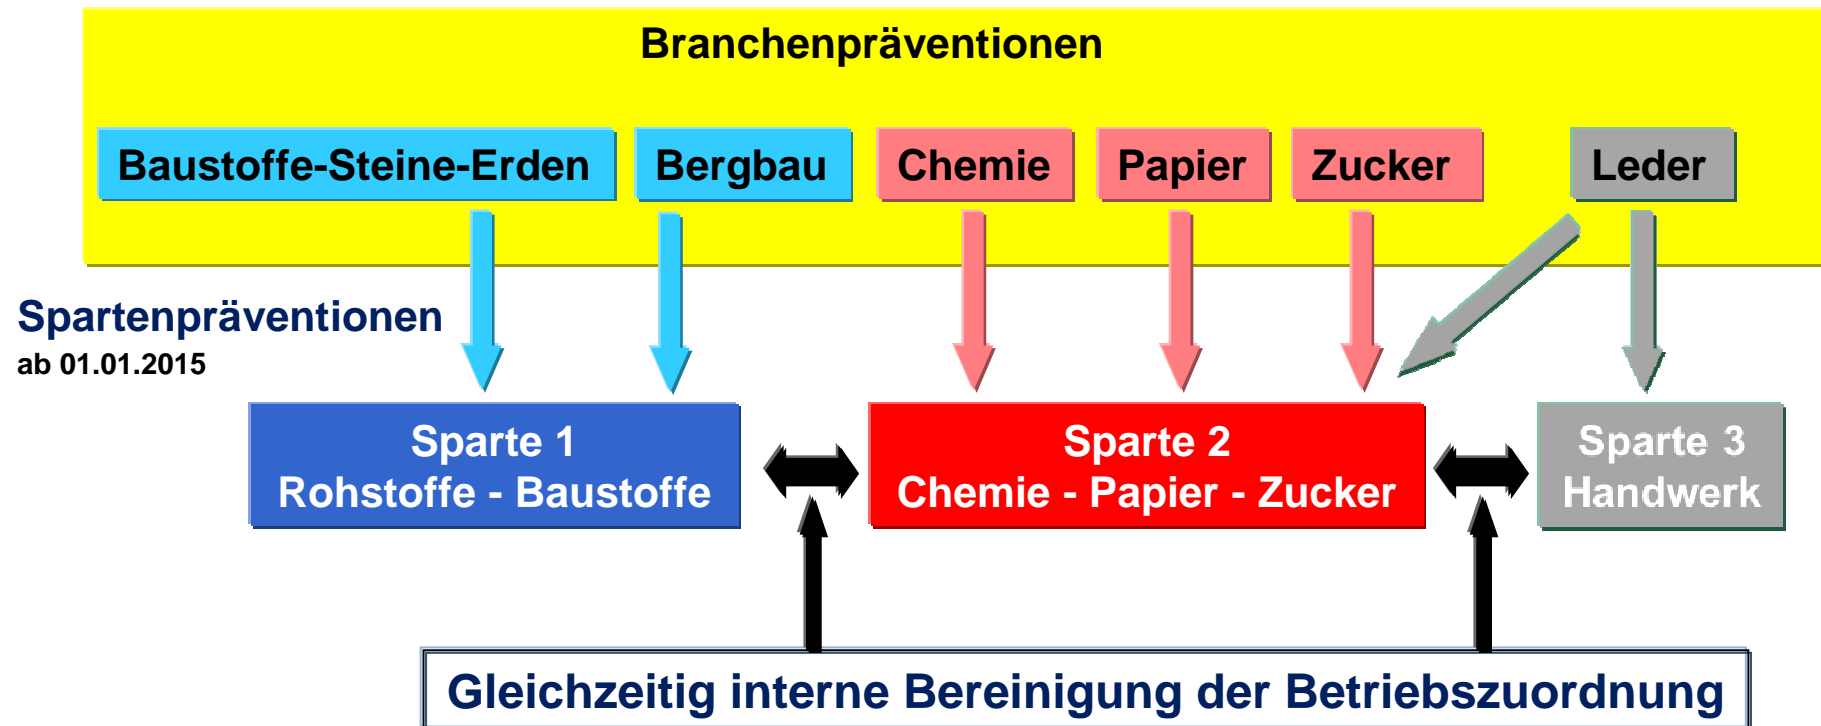 Branchenpräventionen
Baustoffe-Steine-Erden
Bergbau
Chemie
Papier
Zucker
Leder
Spartenpräventionen
ab 01.01.2015
Sparte 1
Rohstoffe - Baustoffe
Sparte 2
Chemie - Papier - Zucker
Sparte 3
Handwerk
Gleichzeitig interne Bereinigung der Betriebszuordnung